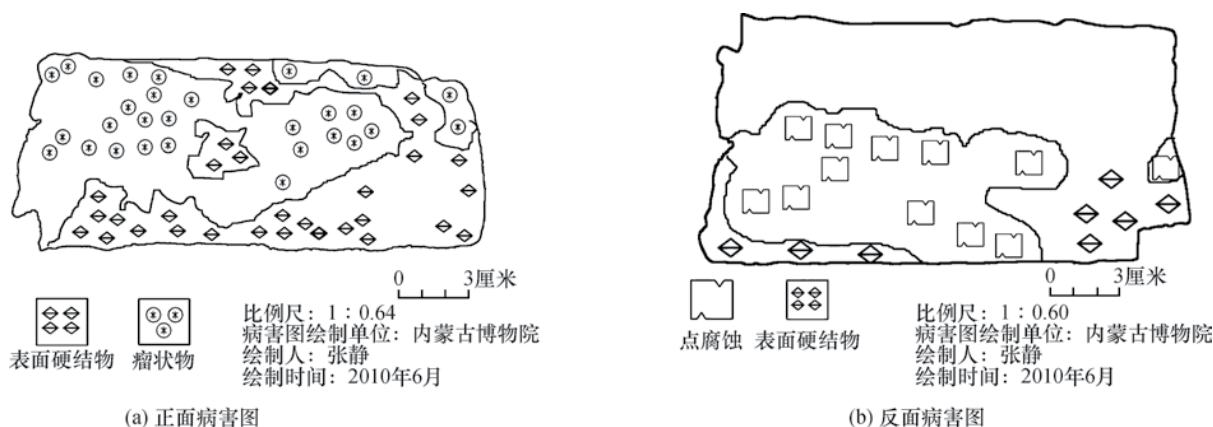 0 3厘米
表面硬结物 瘤状物
比例尺：1：0.64
病害图绘制单位：内蒙古博物院
绘制人：张静
绘制时间：2010年6月
(a) 正面病害图
0 3厘米
点腐蚀 表面硬结物
比例尺：1：0.60
病害图绘制单位：内蒙古博物院
绘制人：张静
绘制时间：2010年6月
(b) 反面病害图